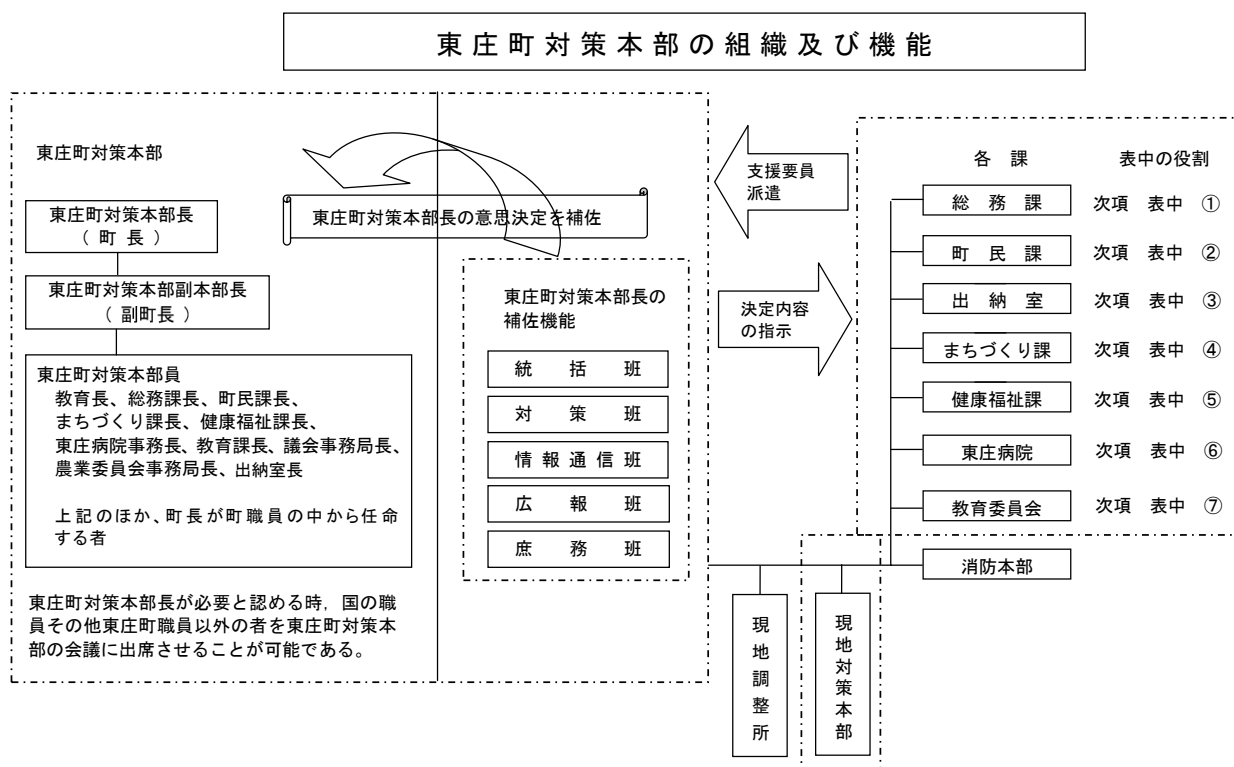 東庄町対策本部の組織及び機能
東庄町対策本部
東庄町対策本部長
（ 町 長 ）
東庄町対策本部副本部長
（ 副町長 ）
東庄町対策本部員
教育長、総務課長、町民課長、
まちづくり課長、健康福祉課長、
東庄病院事務長、教育課長、議会事務局長、
農業委員会事務局長、出納室長
上記のほか、町長が町職員の中から任命
する者
東庄町対策本部長が必要と認める時，国の職
員その他東庄町職員以外の者を東庄町対策本
部の会議に出席させることが可能である。
東庄町対策本部長の意思決定を補佐
東庄町対策本部長の
補佐機能
統 括 班
対 策 班
情報通信班
広 報 班
庶 務 班
支援要員
派遣
決定内容
の指示
各 課 表中の役割
総 務 課 次項 表中 ①
町 民 課 次項 表中 ②
出 納 室 次項 表中 ③
まちづくり課 次項 表中 ④
健康福祉課 次項 表中 ⑤
東庄病院 次項 表中 ⑥
教育委員会 次項 表中 ⑦
消防本部
現地調整所
現地対策本部